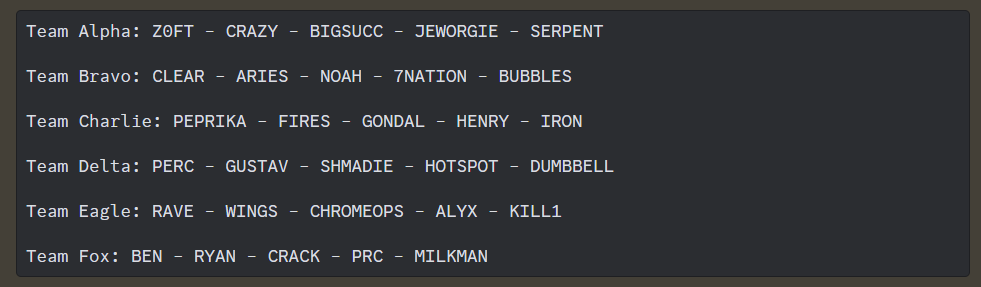 Team Alpha: Z0FT - CRAZY - BIGSUCC - JEWORGIE - SERPENT
Team Bravo: CLEAR - ARIES - NOAH - 7NATION - BUBBLES
Team Charlie: PEPRIKA - FIRES - GONDAL - HENRY - IRON
Team Delta: PERC - GUSTAV - SHMADIE - HOTSPOT - DUMBBELL
Team Eagle: RAVE - WINGS - CHROMEOPS - ALYX - KILL1
Team Fox: BEN - RYAN - CRACK - PRC - MILKMAN